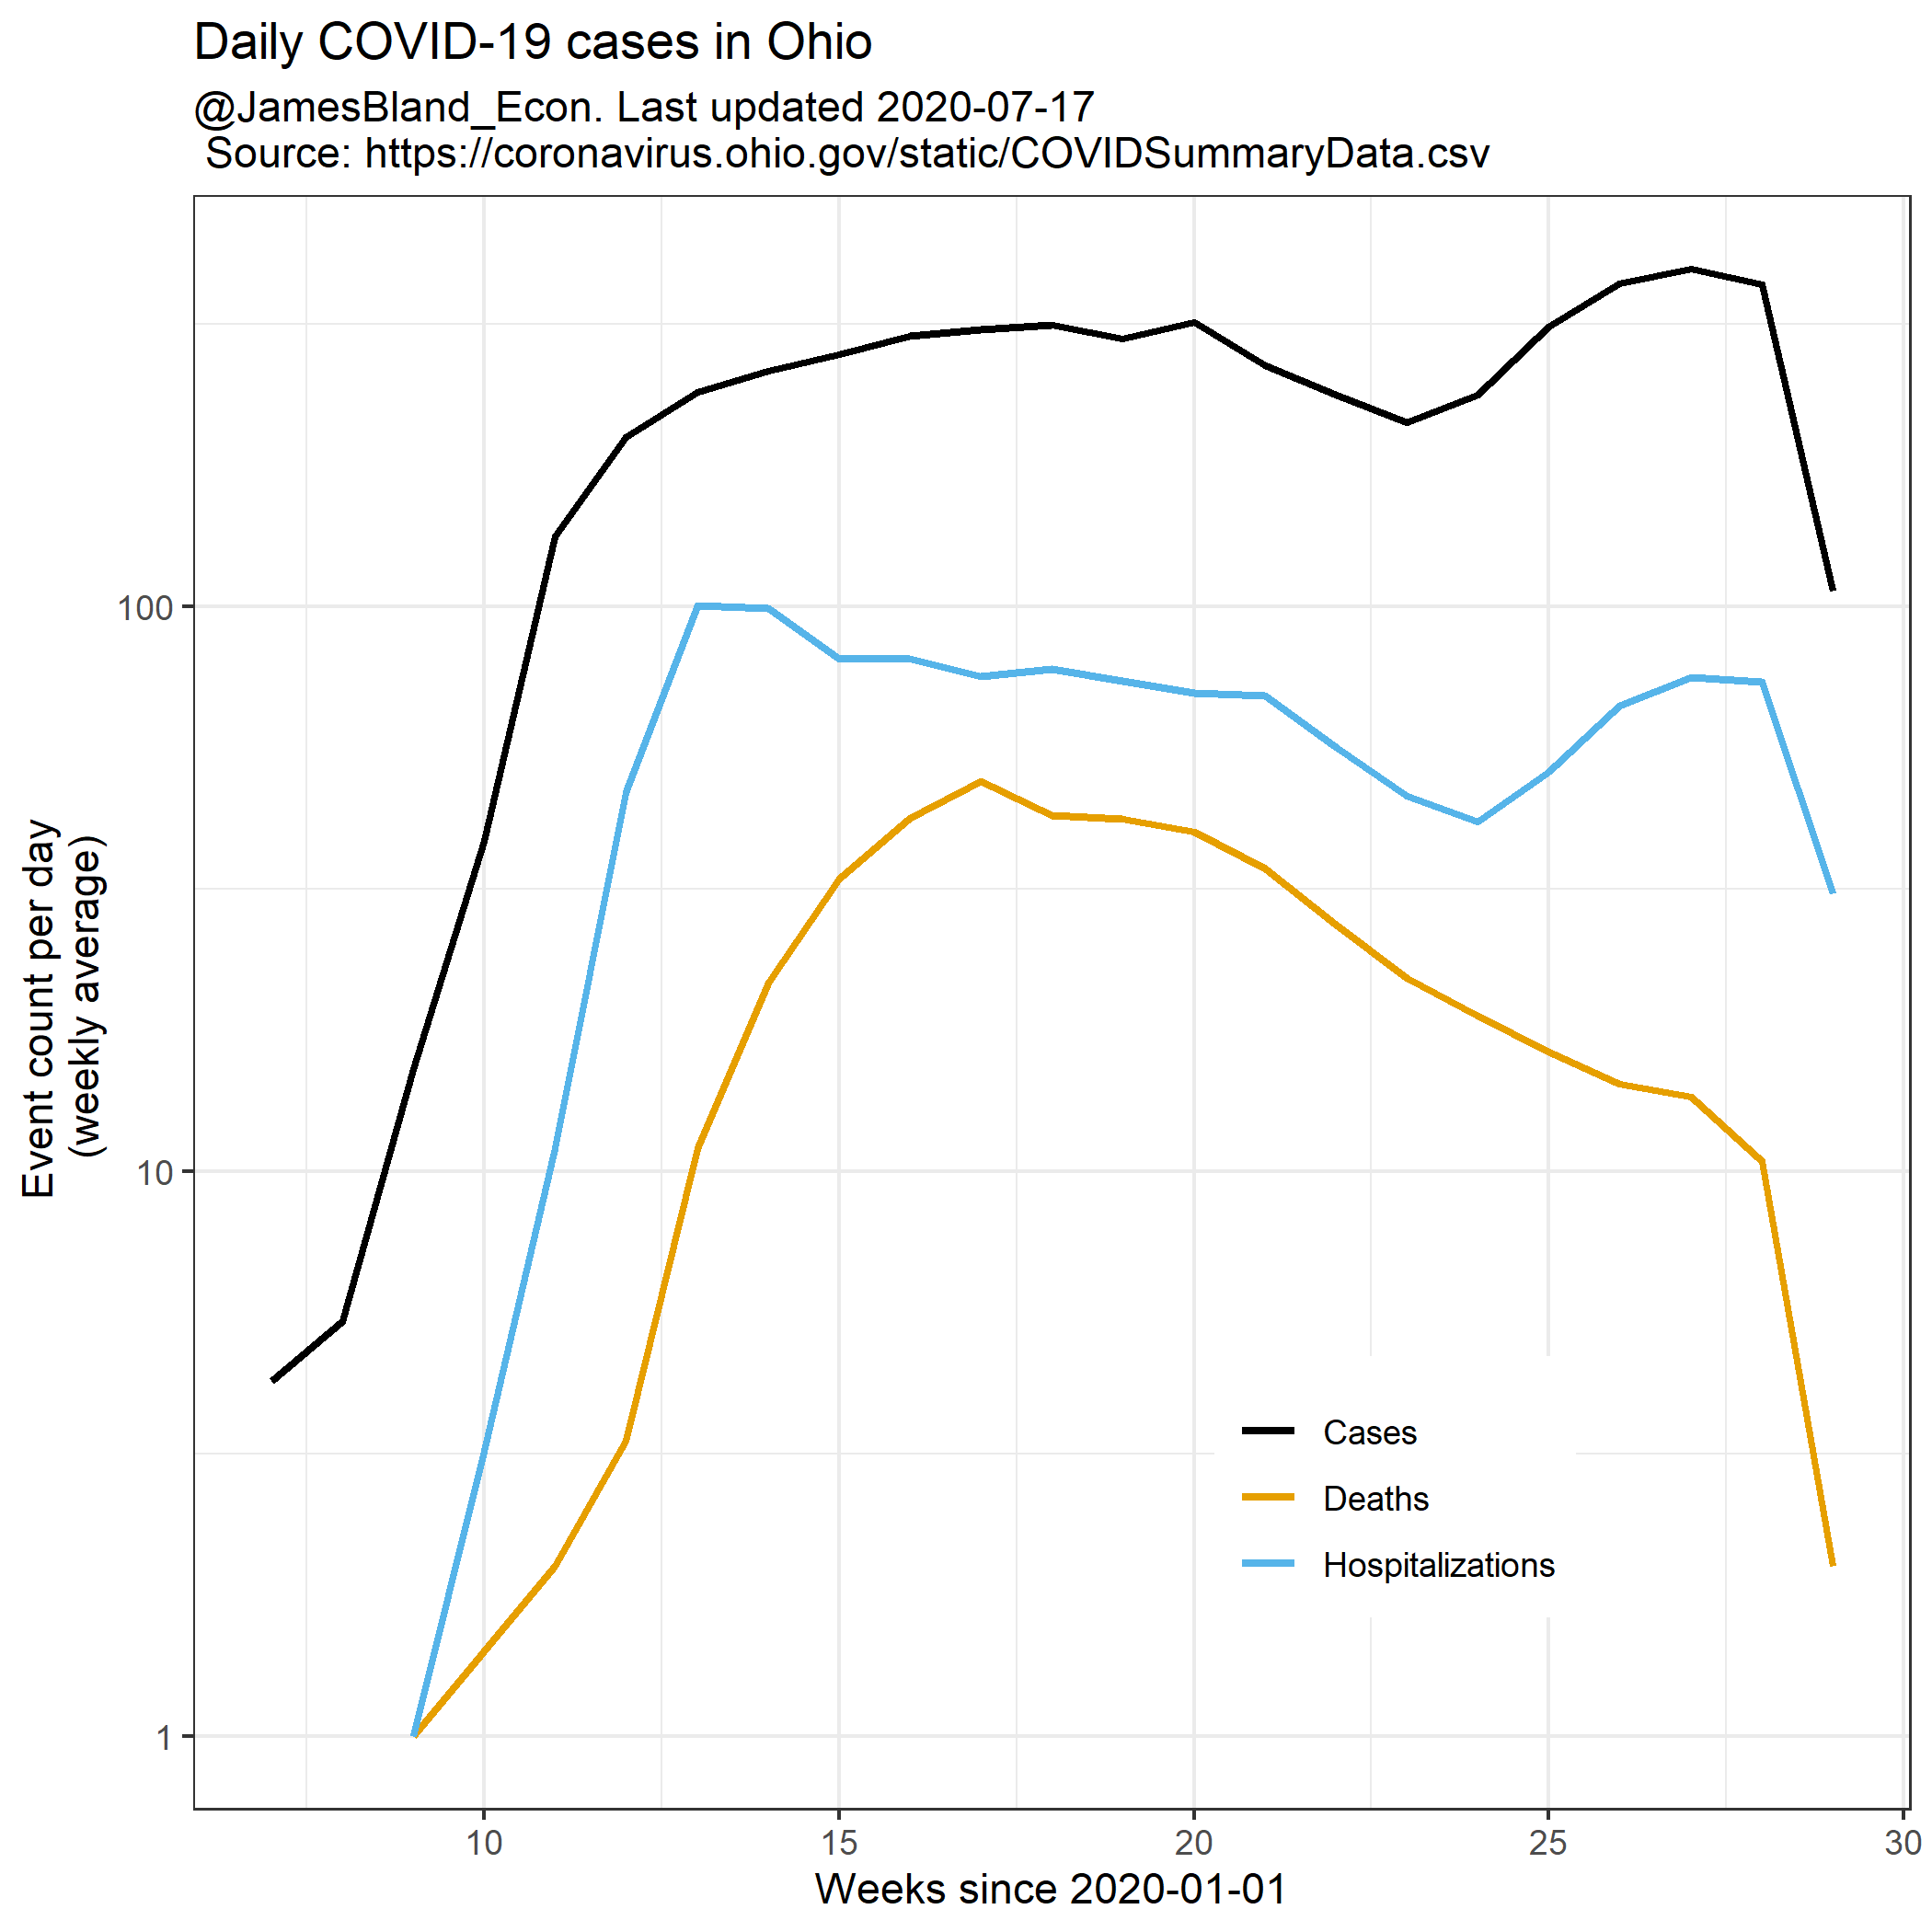 Daily COVID-19 cases in Ohio
@JamesBland_Econ. Last updated 2020-07-17
Source: https://coronavirus.ohio.gov/static/COVIDSummaryData.csv
Event count per day
(weekly average)
100
10
1
Cases
Deaths
Hospitalizations
10 15 20 25 30
Weeks since 2020-01-01